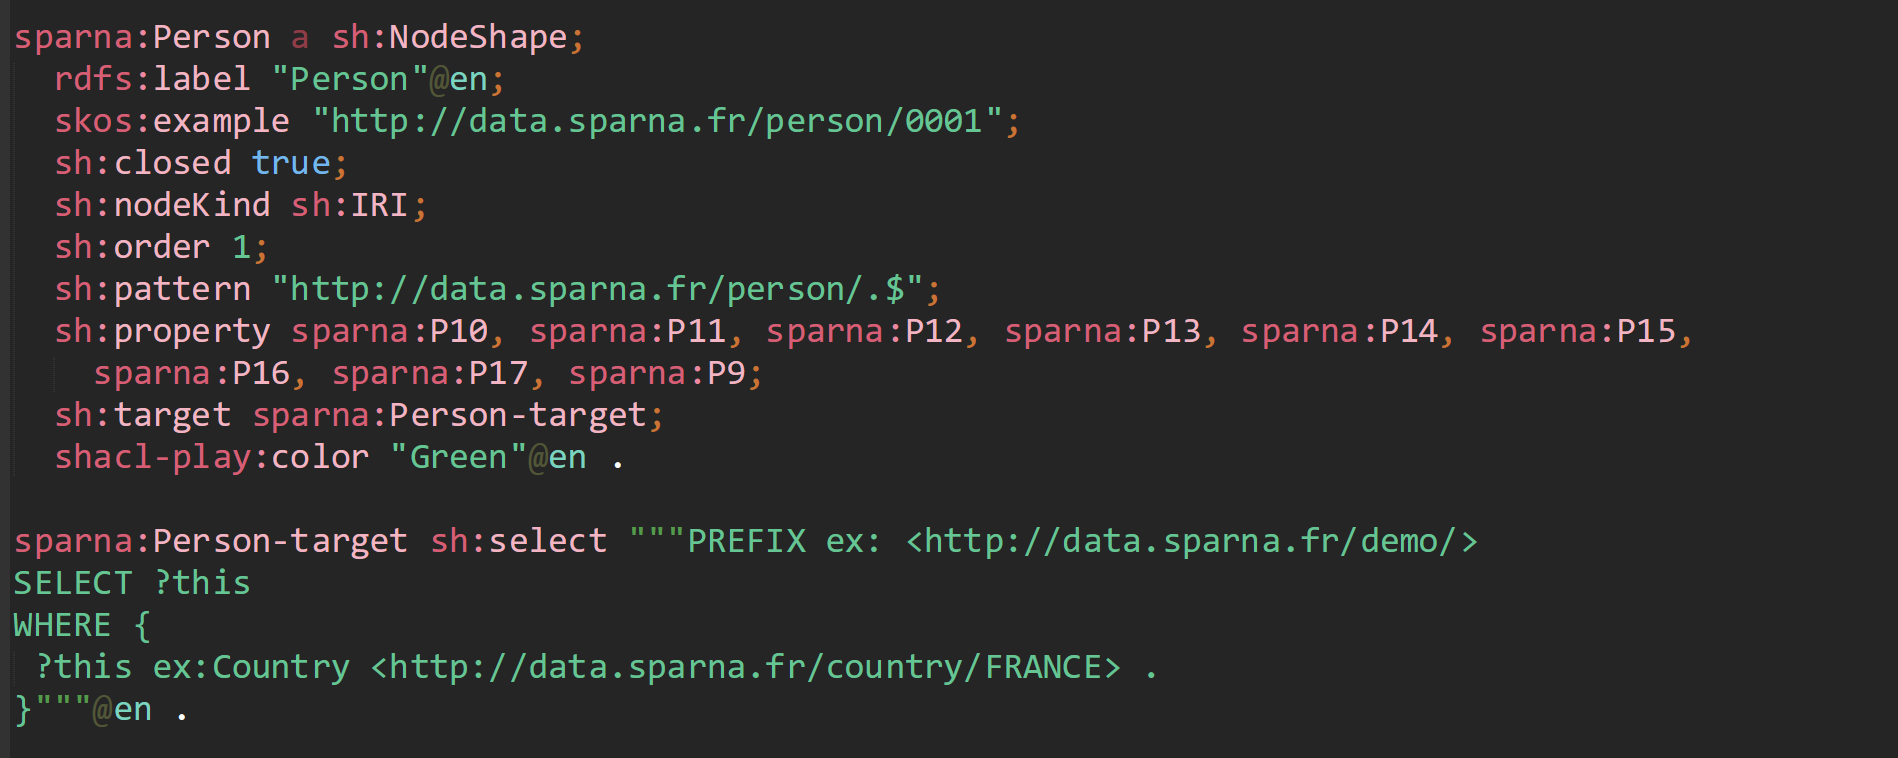 sparna:Person a sh:NodeShape;
  rdfs:label "Person"@en;
  skos:example "http://data.sparna.fr/person/0001";
  sh:closed true;
  sh:nodeKind sh:IRI;
  sh:order 1;
  sh:pattern "http://data.sparna.fr/person/.$";
  sh:property sparna:P10, sparna:P11, sparna:P12, sparna:P13, sparna:P14, sparna:P15,
    sparna:P16, sparna:P17, sparna:P9;
  sh:target sparna:Person-target;
  shacl-play:color "Green"@en .

sparna:Person-target sh:select """PREFIX ex: <http://data.sparna.fr/demo/>
SELECT ?this
WHERE {
 ?this ex:Country <http://data.sparna.fr/country/FRANCE> .
}"""@en .